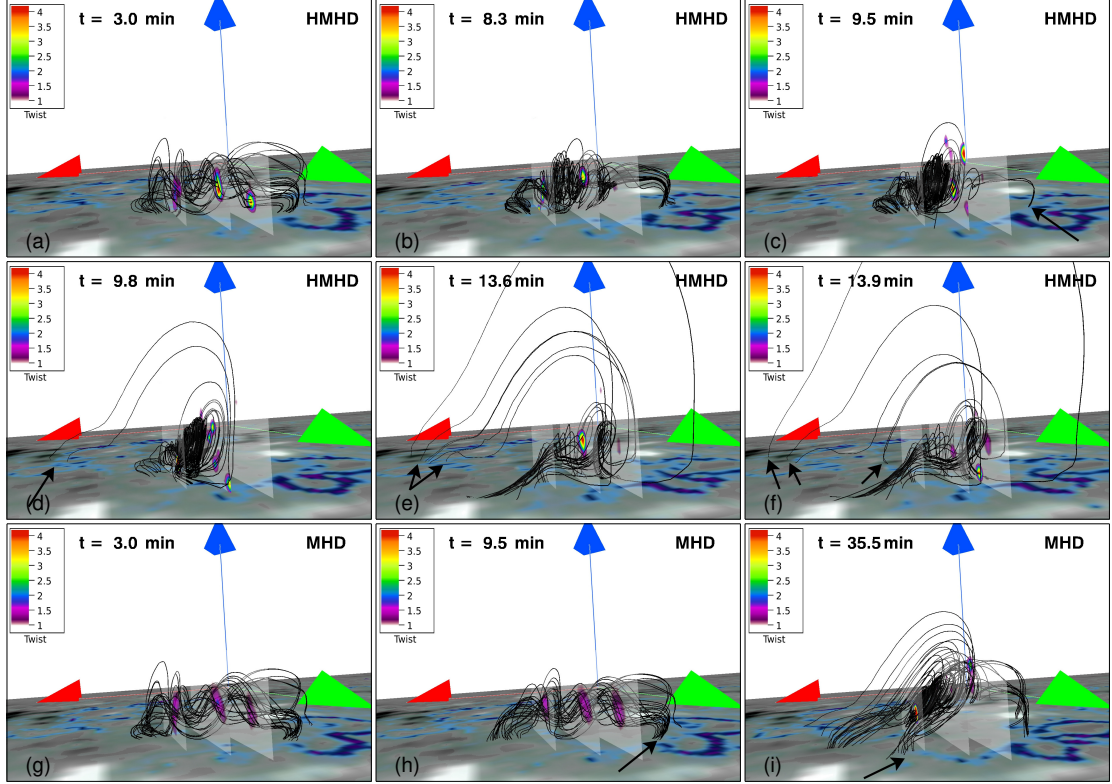 t = 3.0 min HMHD
4
3.5
3
2.5
2
1.5
1
Twist
(a)
t = 8.3 min HMHD
4
3.5
3
2.5
2
1.5
1
Twist
(b)
t = 9.5 min HMHD
4
3.5
3
2.5
2
1.5
1
Twist
(c)
t = 9.8 min HMHD
4
3.5
3
2.5
2
1.5
1
Twist
(d)
t = 13.6 min HMHD
4
3.5
3
2.5
2
1.5
1
Twist
(e)
t = 13.9 min HMHD
4
3.5
3
2.5
2
1.5
1
Twist
(f)
t = 3.0 min MHD
4
3.5
3
2.5
2
1.5
1
Twist
(g)
t = 9.5 min MHD
4
3.5
3
2.5
2
1.5
1
Twist
(h)
t = 35.5 min MHD
4
3.5
3
2.5
2
1.5
1
Twist
(i)